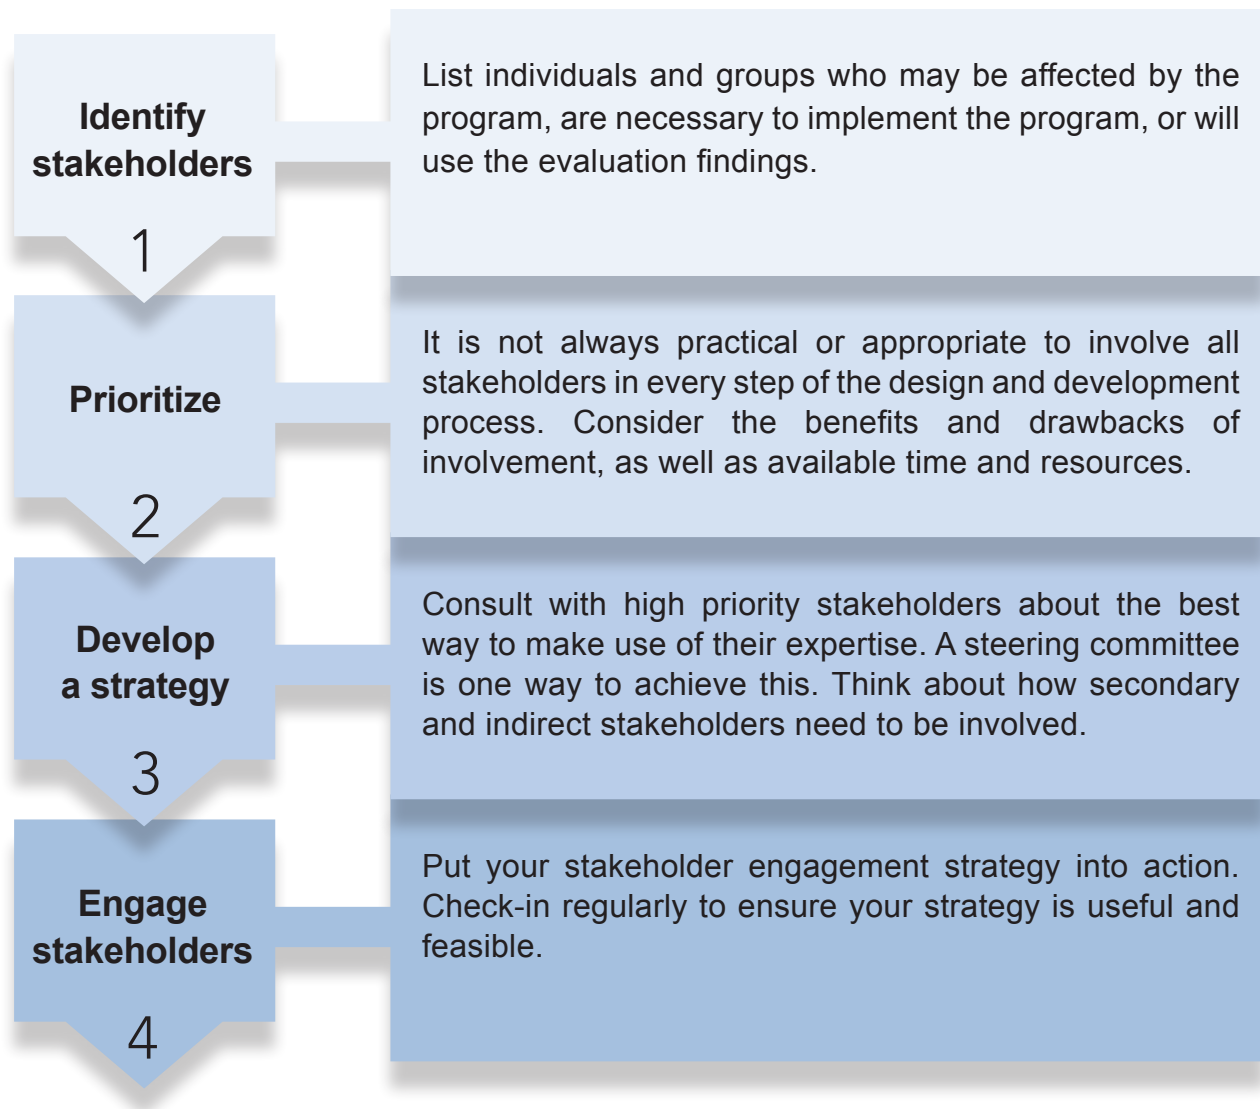 Identify
stakeholders
1
List individuals and groups who may be affected by the
program, are necessary to implement the program, or will
use the evaluation findings.
Prioritize
2
It is not always practical or appropriate to involve all
stakeholders in every step of the design and development
process. Consider the benefits and drawbacks of
involvement, as well as available time and resources.
Develop
a strategy
3
Consult with high priority stakeholders about the best
way to make use of their expertise. A steering committee
is one way to achieve this. Think about how secondary
and indirect stakeholders need to be involved.
Engage
stakeholders
4
Put your stakeholder engagement strategy into action.
Check-in regularly to ensure your strategy is useful and
feasible.